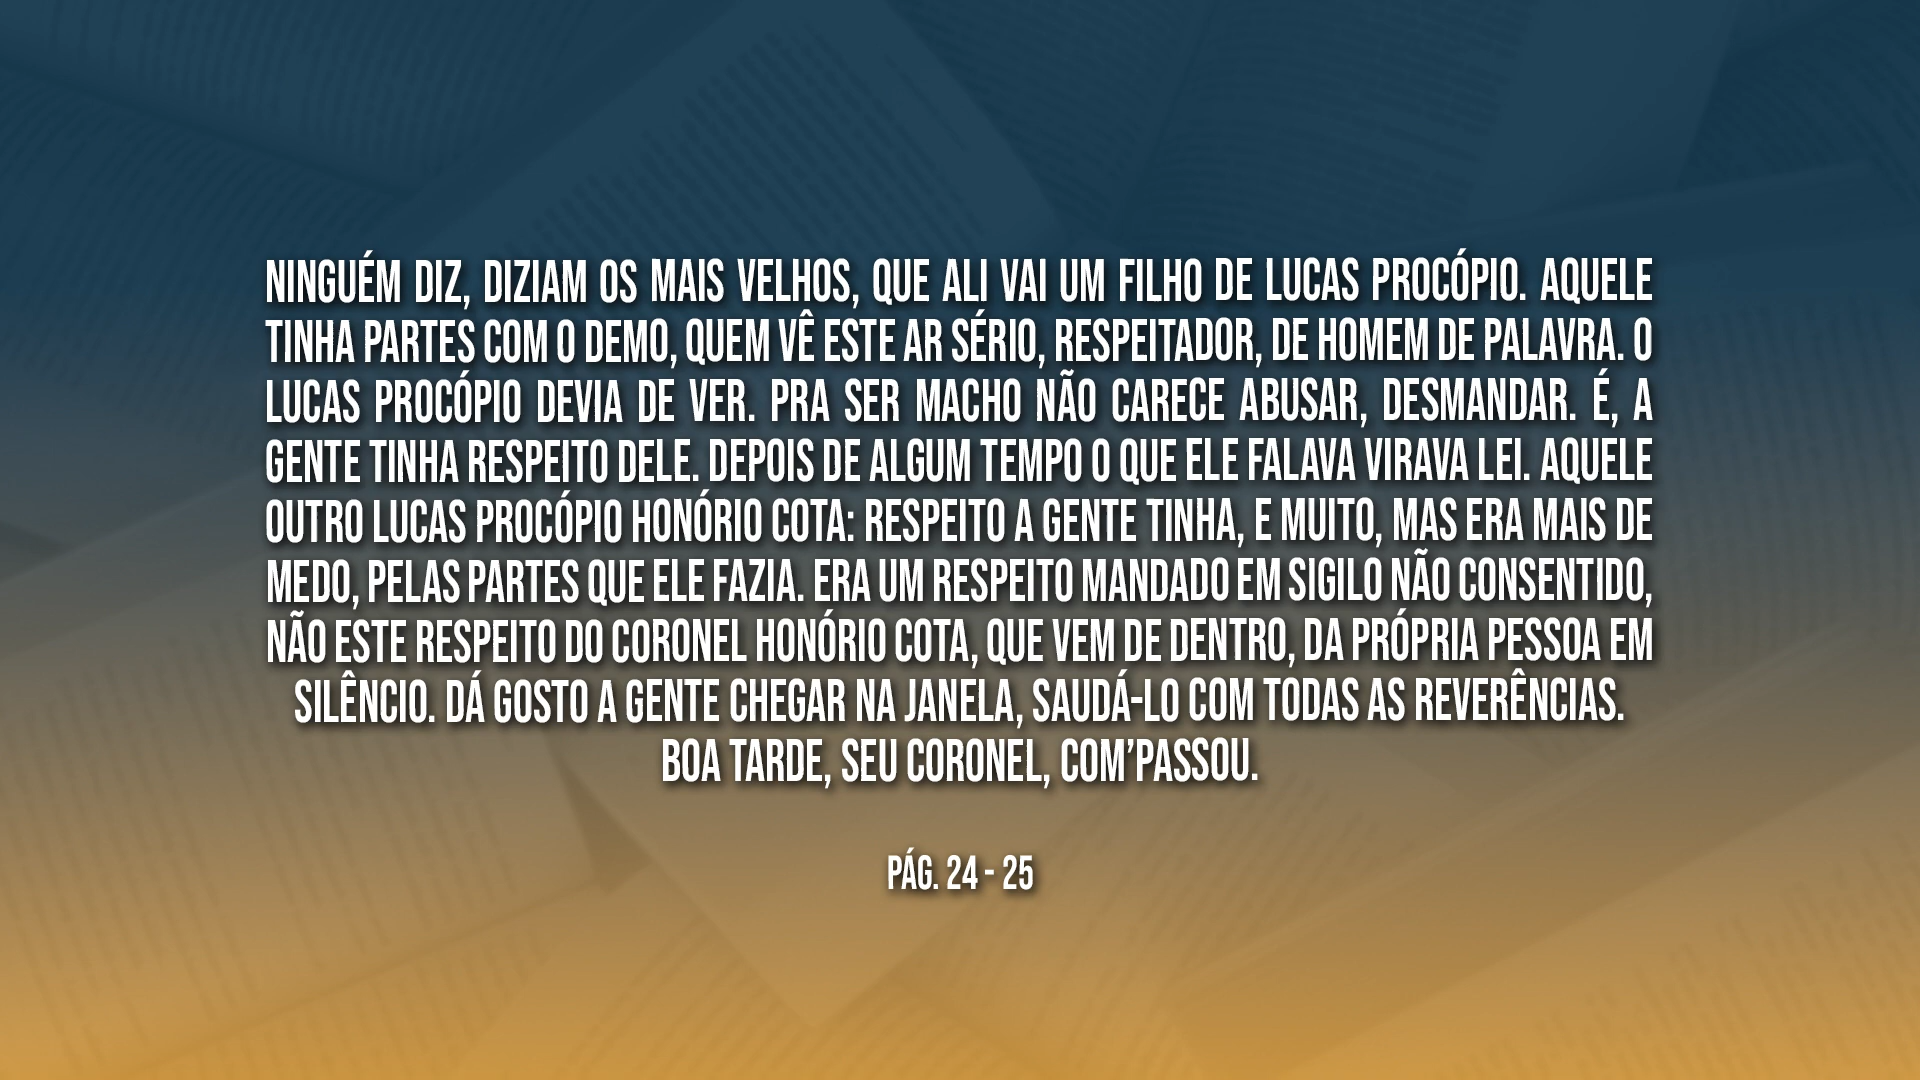 NINGUÉM DIZ, DIZIAM OS MAIS VELHOS, QUE ALI VAI UM FILHO DE LUCAS PROCÓPIO. AQUELE
TINHA PARTES COM O DEMO, QUEM VÊ ESTE AR SÉRIO, RESPEITADOR, DE HOMEM DE PALAVRA. O
LUCAS PROCÓPIO DEVIA DE VER. PRA SER MACHO NÃO CARECE ABUSAR, DESMANDAR. É, A
GENTE TINHA RESPEITO DELE. DEPOIS DE ALGUM TEMPO O QUE ELE FALAVA VIRAVA LEI. AQUELE
OUTRO LUCAS PROCÓPIO HONÓRIO COTA: RESPEITO A GENTE TINHA, E MUITO, MAS ERA MAIS DE
MEDO, PELAS PARTES QUE ELE FAZIA. ERA UM RESPEITO MANDADO EM SIGILO NÃO CONSENTIDO,
NÃO ESTE RESPEITO DO CORONEL HONÓRIO COTA, QUE VEM DE DENTRO, DA PRÓPRIA PESSOA EM
SILÊNCIO. DÁ GOSTO A GENTE CHEGAR NA JANELA, SAUDÁ-LO COM TODAS AS REVERÊNCIAS.
BOA TARDE, SEU CORONEL, COM’PASSOU.
PÁG. 24 - 25